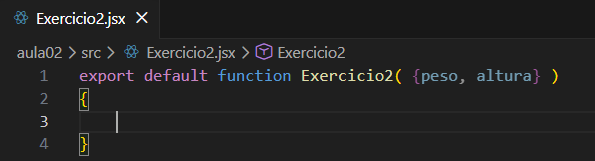 Exercicio2.jsx ×
aula02 > src > Exercicio2.jsx > Exercicio2
1 export default function Exercicio2( {peso, altura} )
2 {
3
4 }